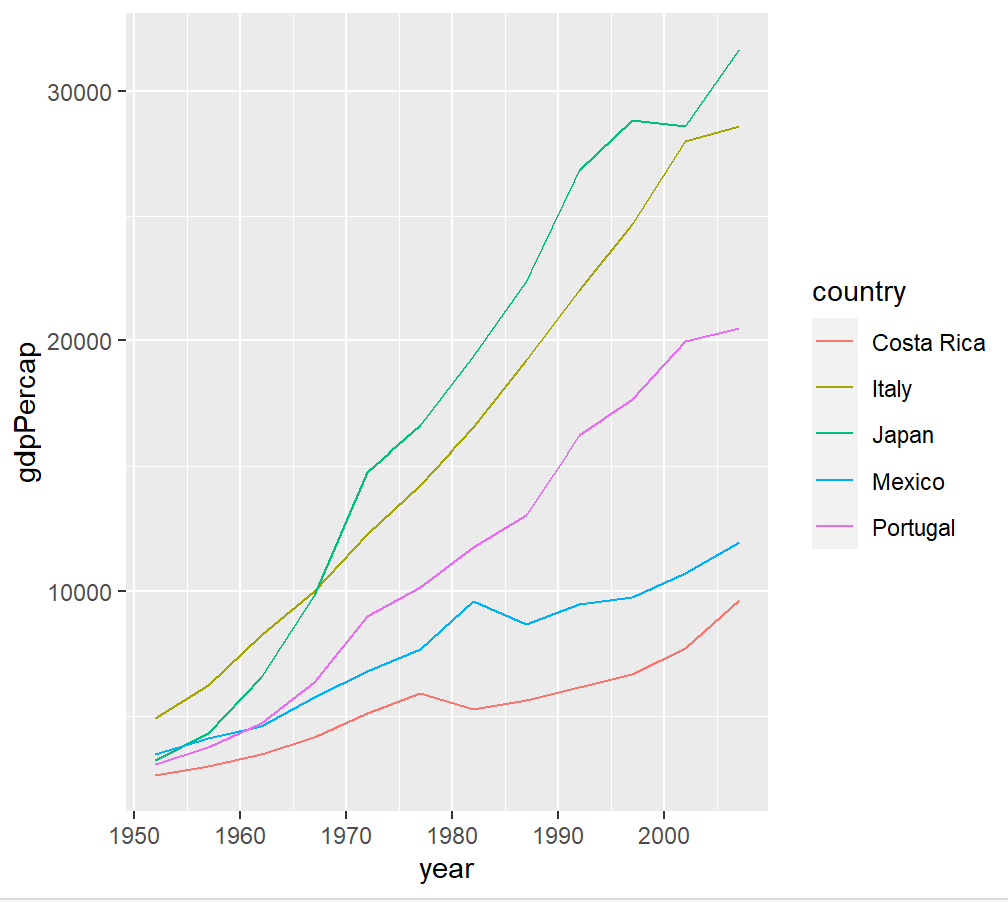 30000
20000
10000
gdpPercap
1950 1960 1970 1980 1990 2000
year
country
Costa Rica
Italy
Japan
Mexico
Portugal